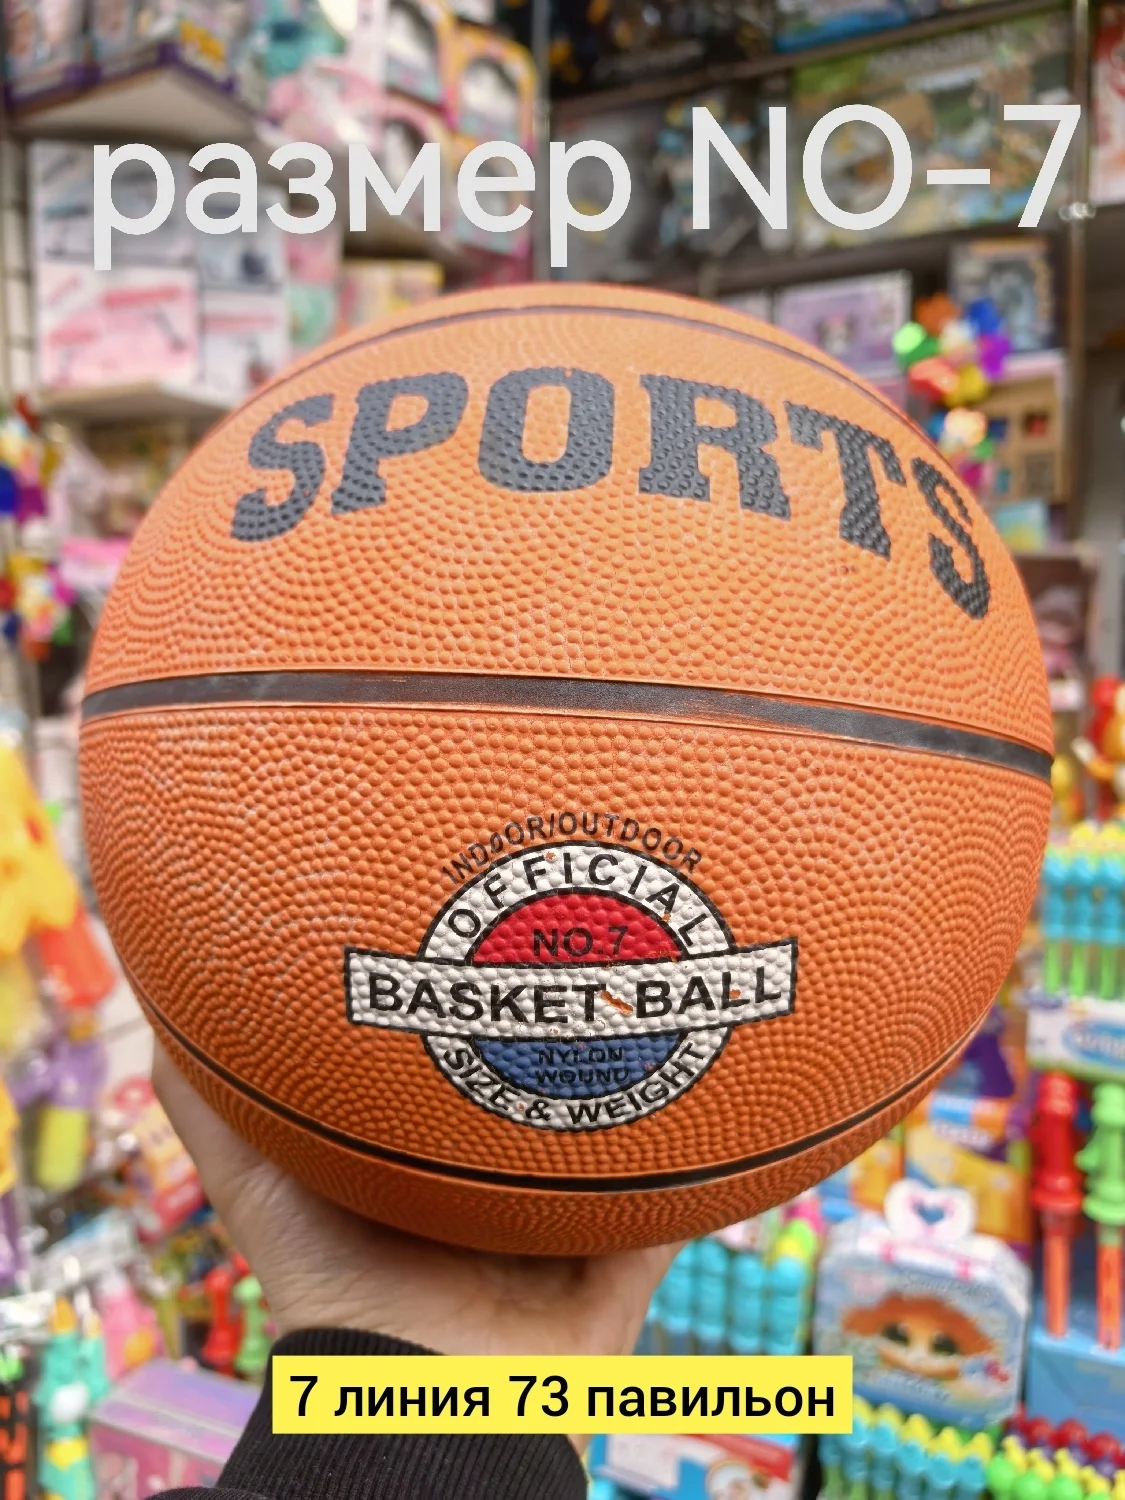 размер NO-7
SPORTS
INDOOR/OUTDOOR
OFFICIAL
NO.7
BASKET BALL
NYLON
WOUND
SIZE & WEIGHT
7 линия 73 павильон